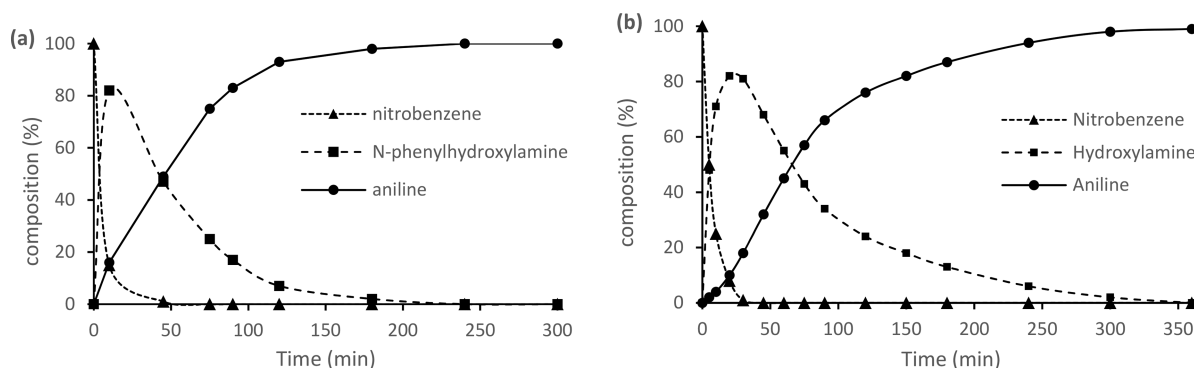 (a)
composition (%)
100
80
60
40
20
0
0 50 100 150 200 250 300
Time (min)
nitrobenzene
N-phenylhydroxylamine
aniline
(b)
composition (%)
100
80
60
40
20
0
0 50 100 150 200 250 300 350
Time (min)
Nitrobenzene
Hydroxylamine
Aniline